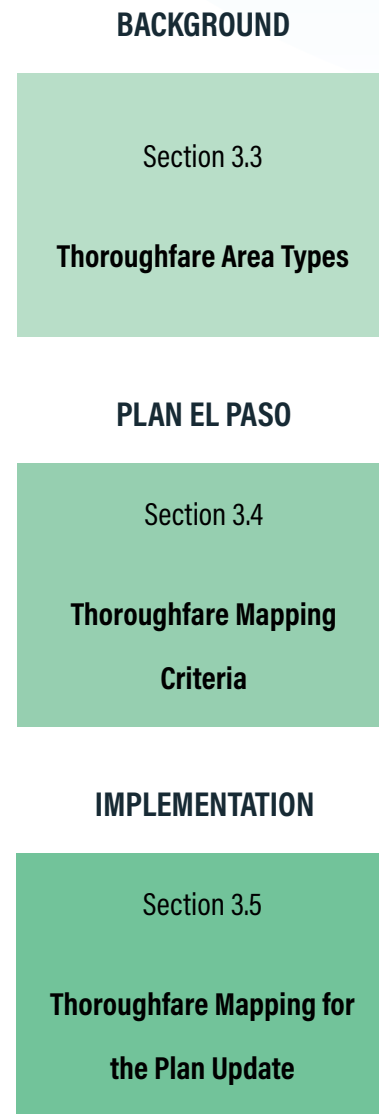 BACKGROUND
Section 3.3
Thoroughfare Area Types
PLAN EL PASO
Section 3.4
Thoroughfare Mapping
Criteria
IMPLEMENTATION
Section 3.5
Thoroughfare Mapping for
the Plan Update